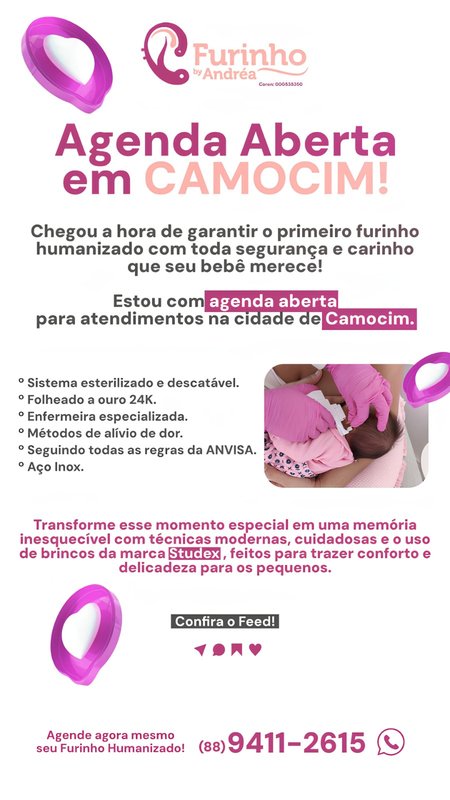 Furinho
by Andréa
Coren: 000835350
Agenda Aberta
em CAMOCIM!
Chegou a hora de garantir o primeiro furinho
humanizado com toda segurança e carinho
que seu bebê merece!
Estou com agenda aberta
para atendimentos na cidade de Camocim.
° Sistema esterilizado e descatável.
° Folheado a ouro 24K.
° Enfermeira especializada.
° Métodos de alívio de dor.
° Seguindo todas as regras da ANVISA.
° Aço Inox.
Transforme esse momento especial em uma memória
inesquecível com técnicas modernas, cuidadosas e o uso
de brincos da marca Studex, feitos para trazer conforto e
delicadeza para os pequenos.
Confira o Feed!
Agende agora mesmo
seu Furinho Humanizado!
(88) 9411-2615